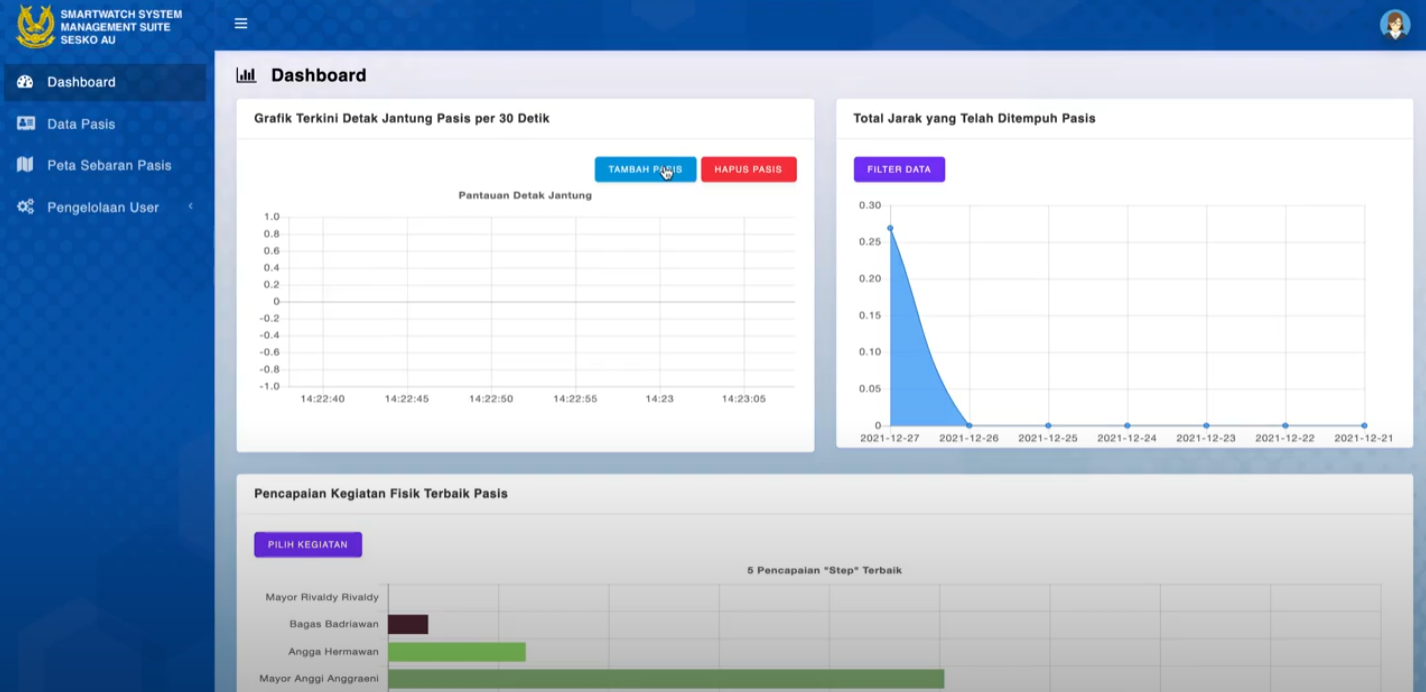 SMARTWATCH SYSTEM
MANAGEMENT SUITE
SESKO AU
Dashboard
Data Pasis
Peta Sebaran Pasis
Pengelolaan User
Dashboard
Grafik Terkini Detak Jantung Pasis per 30 Detik
TAMBAH PASIS
HAPUS PASIS
Pantauan Detak Jantung
1.0
0.8
0.6
0.4
0.2
0
-0.2
-0.4
-0.6
-0.8
-1.0
14:22:40 14:22:45 14:22:50 14:22:55 14:23 14:23:05
Total Jarak yang Telah Ditempuh Pasis
FILTER DATA
0.30
0.25
0.20
0.15
0.10
0.05
0
2021-12-27 2021-12-26 2021-12-25 2021-12-24 2021-12-23 2021-12-22 2021-12-21
Pencapaian Kegiatan Fisik Terbaik Pasis
PILIH KEGIATAN
5 Pencapaian "Step" Terbaik
Mayor Rivaldy Rivaldy
Bagas Badriawan
Angga Hermawan
Mayor Anggi Anggraeni